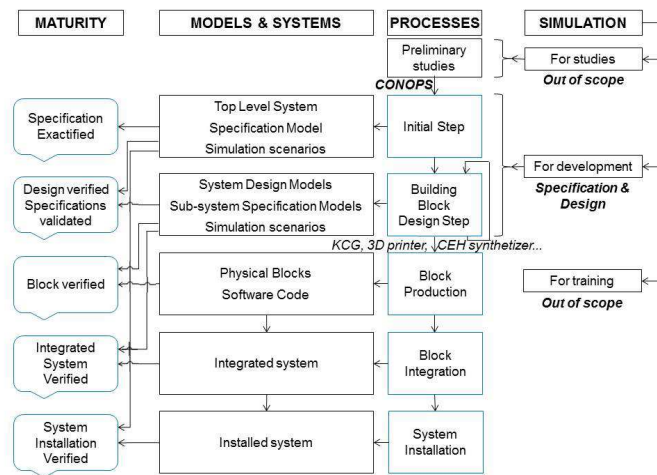 MATURITY
MODELS & SYSTEMS
PROCESSES
SIMULATION
Preliminary
studies
For studies
Out of scope
CONOPS
Specification
Exactified
Top Level System
Specification Model
Simulation scenarios
Initial Step
Design verified
Specifications
validated
System Design Models
Sub-system Specification Models
Simulation scenarios
Building
Block
Design Step
For development
Specification &
Design
KCG, 3D printer, CEH synthetizer...
Block verified
Physical Blocks
Software Code
Block
Production
For training
Out of scope
Integrated
System
Verified
Integrated system
Block
Integration
System
Installation
Verified
Installed system
System
Installation